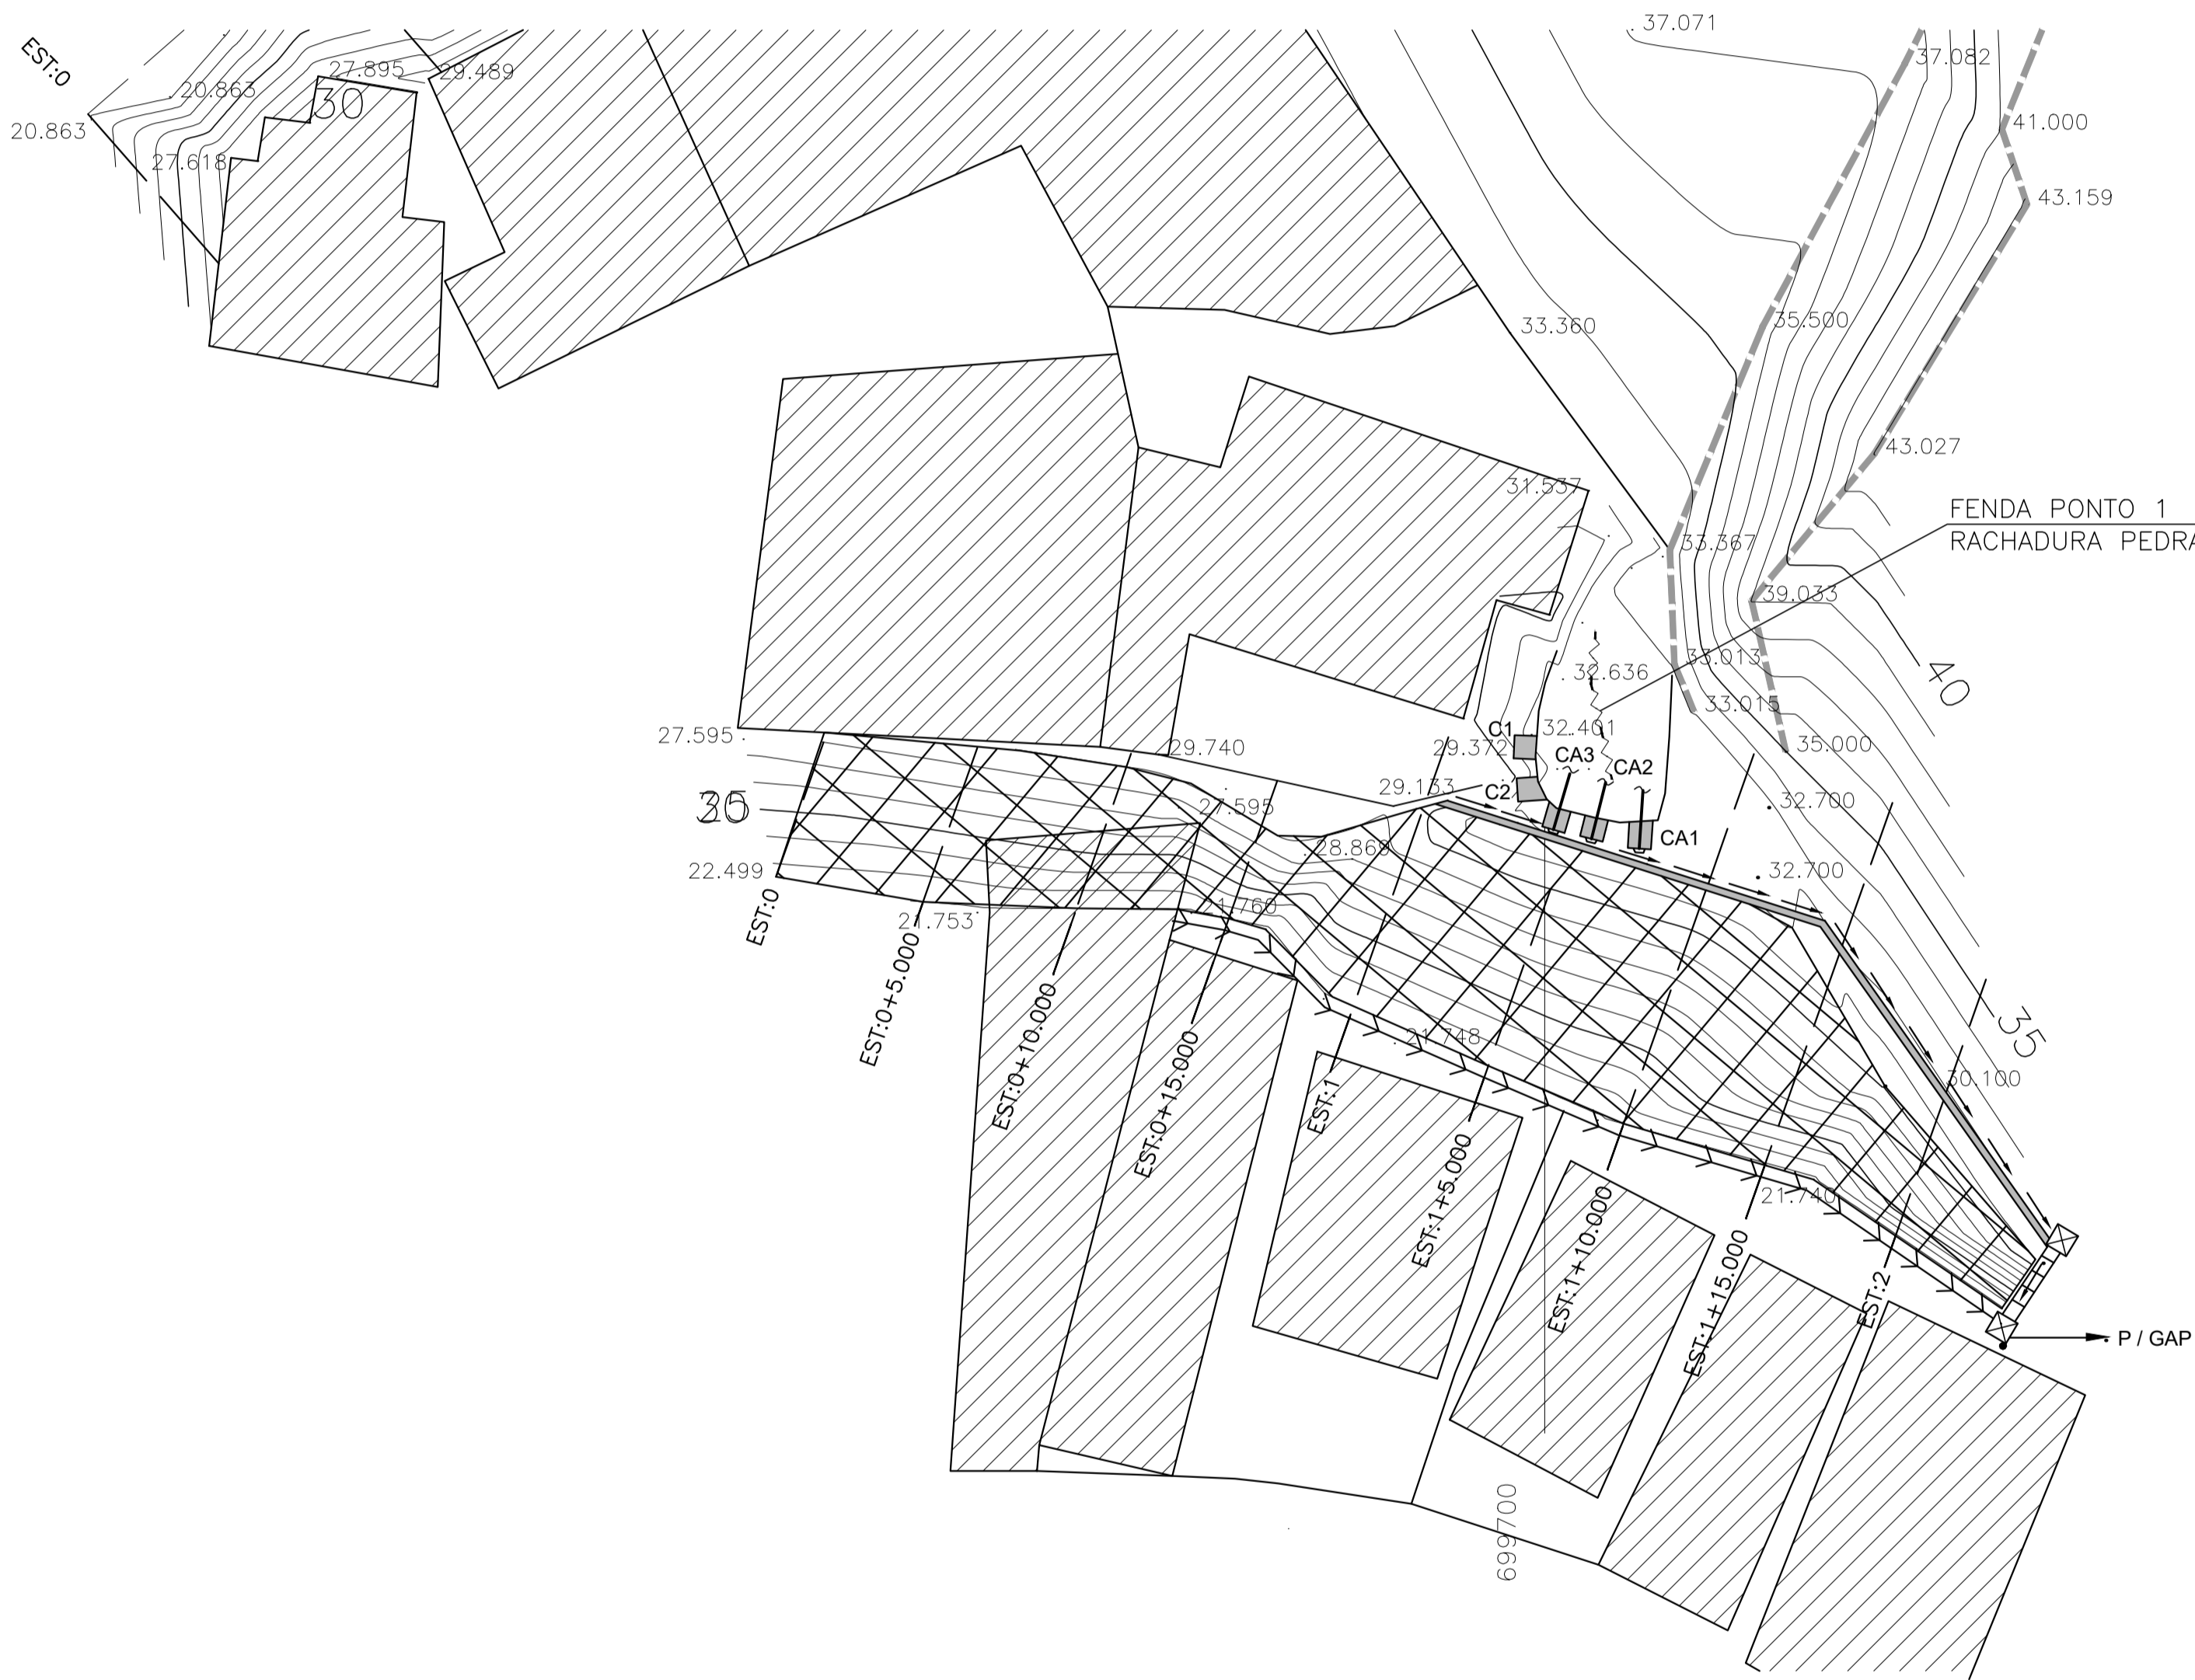 37.071
EST:0
37.082
27.895
29.489
20.863
30
41.000
20.863
27.618
43.159
35.500
33.360
43.027
31.537
FENDA PONTO 1
RACHADURA PEDRA
33.367
39.033
33.013
32.636
40
33.015
C1
32.401
27.595
29.740
29.372
35.000
CA3
CA2
29.133
C2
32.700
27.595
CA1
28.869
32.700
22.499
21.760
21.753
EST:0
EST:0+5.000
EST:0+10.000
EST:0+15.000
EST:1
EST:1+5.000
EST:1+10.000
EST:1+15.000
EST:2
21.748
35
30.100
21.740
P / GAP
699700